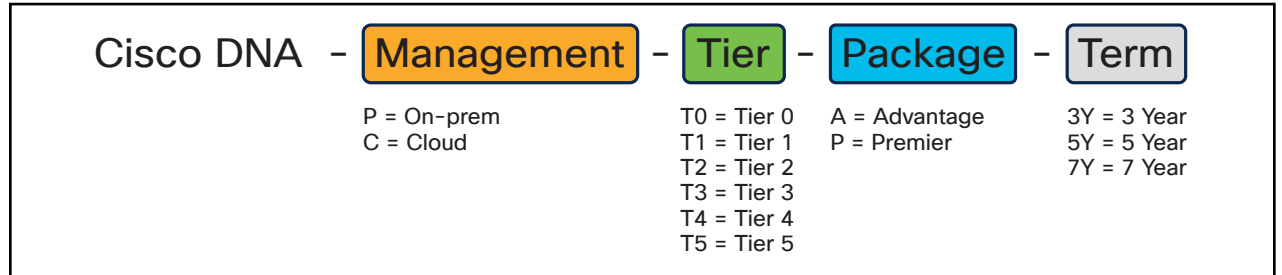 Cisco DNA - Management - Tier - Package - Term
P = On-prem T0 = Tier 0 A = Advantage 3Y = 3 Year
C = Cloud T1 = Tier 1 P = Premier 5Y = 5 Year
T2 = Tier 2 7Y = 7 Year
T3 = Tier 3
T4 = Tier 4
T5 = Tier 5